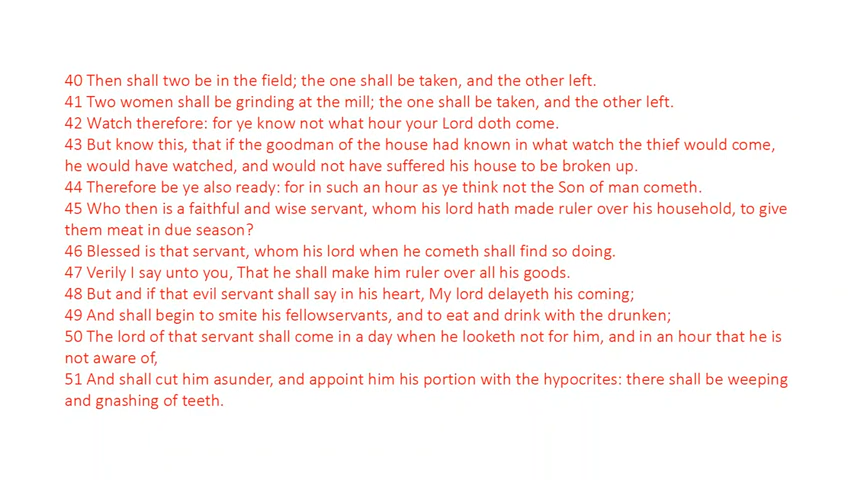 40 Then shall two be in the field; the one shall be taken, and the other left.
41 Two women shall be grinding at the mill; the one shall be taken, and the other left.
42 Watch therefore: for ye know not what hour your Lord doth come.
43 But know this, that if the goodman of the house had known in what watch the thief would come,
he would have watched, and would not have suffered his house to be broken up.
44 Therefore be ye also ready: for in such an hour as ye think not the Son of man cometh.
45 Who then is a faithful and wise servant, whom his lord hath made ruler over his household, to give
them meat in due season?
46 Blessed is that servant, whom his lord when he cometh shall find so doing.
47 Verily I say unto you, That he shall make him ruler over all his goods.
48 But and if that evil servant shall say in his heart, My lord delayeth his coming;
49 And shall begin to smite his fellowservants, and to eat and drink with the drunken;
50 The lord of that servant shall come in a day when he looketh not for him, and in an hour that he is
not aware of,
51 And shall cut him asunder, and appoint him his portion with the hypocrites: there shall be weeping
and gnashing of teeth.